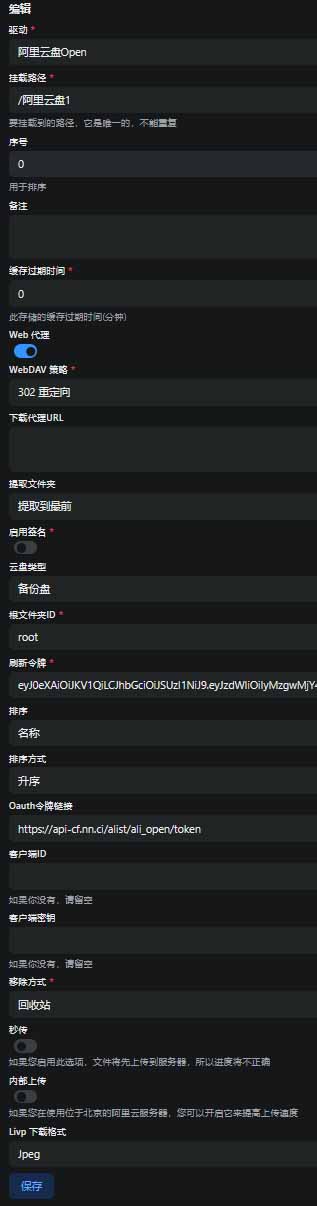 编辑
驱动 *
阿里云盘Open
挂载路径 *
/阿里云盘1
要挂载到的路径，它是唯一的，不能重复
序号
0
用于排序
备注
缓存过期时间 *
0
此存储的缓存过期时间(分钟)
Web 代理
WebDAV 策略 *
302 重定向
下载代理URL
提取文件夹
提取到最前
启用签名 *
云盘类型
备份盘
根文件夹ID *
root
刷新令牌 *
排序
名称
排序方式
升序
Oauth令牌链接
https://api-cf.nn.ci/alist/ali_open/token
客户端ID
如果你没有，请留空
客户端密钥
如果你没有，请留空
移除方式 *
回收站
秒传
如果您启用此选项，文件将先上传到服务器，所以进度将不正确
内部上传
如果您在使用位于北京的阿里云服务器，您可以开启它来提高上传速度
Livp 下载格式
Jpeg
保存